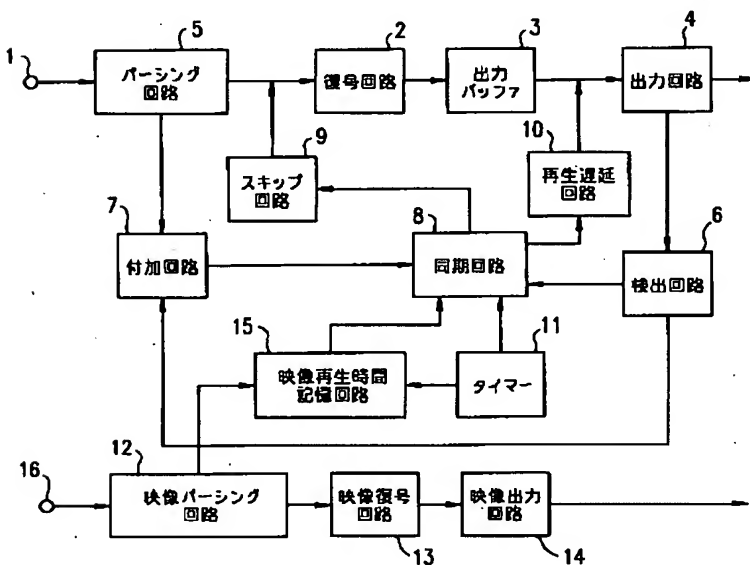 5
2
3
4
1
パーシング
回路
復号回路
出力
バッファ
出力回路
9
10
スキップ
回路
再生遅延
回路
7
8
6
付加回路
同期回路
検出回路
15
11
映像再生時間
記憶回路
タイマー
16
12
映像パーシング
回路
映像復号
回路
映像出力
回路
13
14